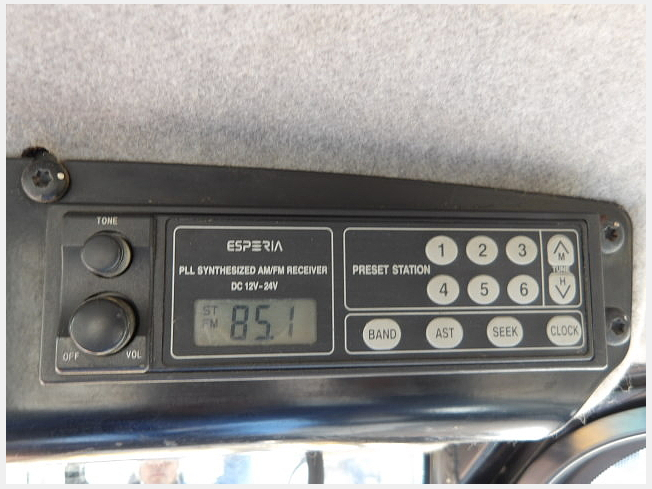 TONE
OFF VOL
ESPERIA
PLL SYNTHESIZED AM/FM RECEIVER
DC 12V-24V
ST
FM 85.1
PRESET STATION
1 2 3
4 5 6
M
TUNE
H
BAND AST SEEK CLOCK